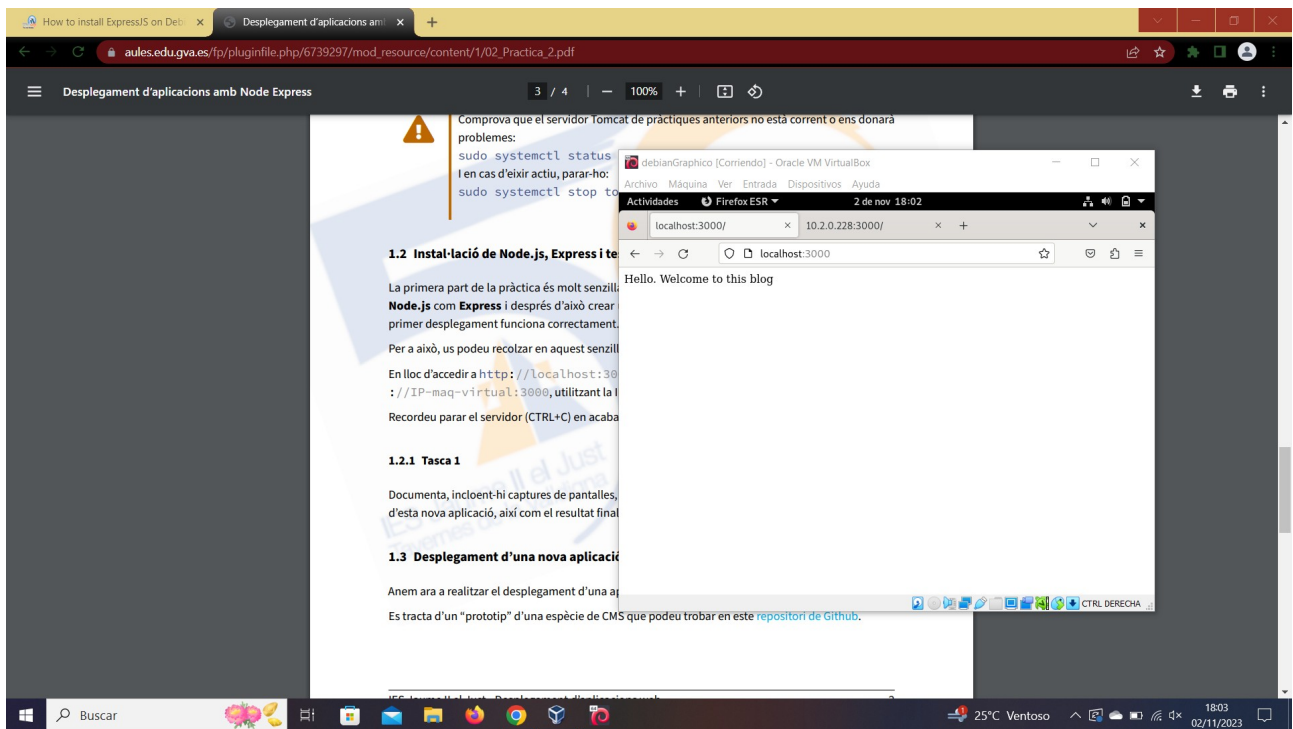 How to install ExpressJS on Debi
Desplegament d'aplicacions aml
aules.edu.gva.es/fp/pluginfile.php/6739297/mod_resource/content/1/02_Practica_2.pdf
Desplegament d'aplicacions amb Node Express
3 / 4
100%
Comprova que el servidor Tomcat de pràctiques anteriors no està corrent o ens donarà
problemes:
sudo systemctl status
I en cas d'eixir actiu, parar-ho:
sudo systemctl stop to
1.2 Instal·lació de Node.js, Express i te
La primera part de la pràctica és molt senzill
Node.js com Express i després d'això crear
primer desplegament funciona correctament.
Per a això, us podeu recolzar en aquest senzill
En lloc d'accedir a http://localhost:30
://IP-maq-virtual:3000, utilitzant la I
Recordeu parar el servidor (CTRL+C) en acaba
1.2.1 Tasca 1
Documenta, incloent-hi captures de pantalles,
d'esta nova aplicació, així com el resultat final
1.3 Desplegament d'una nova aplicació
Anem ara a realitzar el desplegament d'una ap
Es tracta d'un "prototip" d'una espècie de CMS que podeu trobar en este repositori de Github.
debianGraphico [Corriendo] - Oracle VM VirtualBox
Archivo Máquina Ver Entrada Dispositivos Ayuda
Actividades Firefox ESR 2 de nov 18:02
localhost:3000/ 10.2.0.228:3000/
localhost:3000
Hello. Welcome to this blog
CTRL DERECHA
Buscar
25°C Ventoso
18:03
02/11/2023